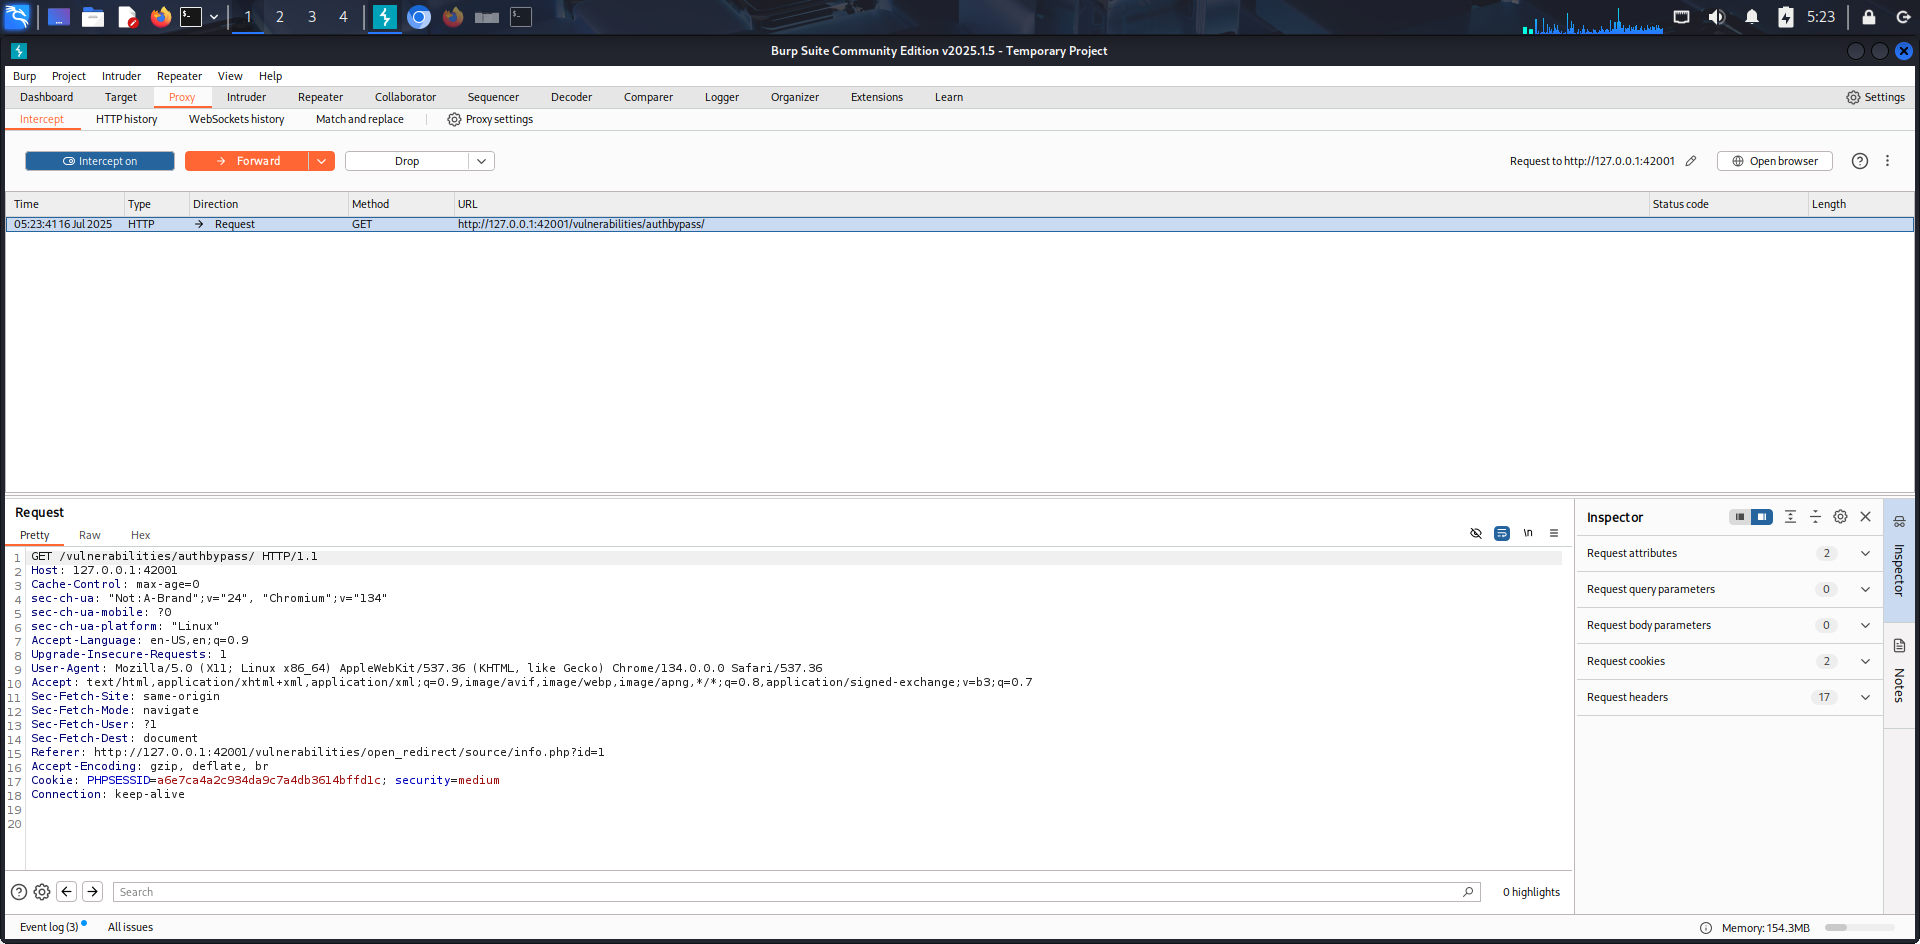 1 2 3 4 5:23
Burp Suite Community Edition v2025.1.5 - Temporary Project
Burp Project Intruder Repeater View Help
Dashboard Target Proxy Intruder Repeater Collaborator Sequencer Decoder Comparer Logger Organizer Extensions Learn Settings
Intercept HTTP history WebSockets history Match and replace Proxy settings
Intercept on Forward Drop Request to http://127.0.0.1:42001 Open browser
Time Type Direction Method URL Status code Length
05:23:41 16 Jul 2025 HTTP → Request GET http://127.0.0.1:42001/vulnerabilities/authbypass/
Request
Pretty Raw Hex \n
1 GET /vulnerabilities/authbypass/ HTTP/1.1
2 Host: 127.0.0.1:42001
3 Cache-Control: max-age=0
4 sec-ch-ua: "Not:A-Brand";v="24", "Chromium";v="134"
5 sec-ch-ua-mobile: ?0
6 sec-ch-ua-platform: "Linux"
7 Accept-Language: en-US,en;q=0.9
8 Upgrade-Insecure-Requests: 1
9 User-Agent: Mozilla/5.0 (X11; Linux x86_64) AppleWebKit/537.36 (KHTML, like Gecko) Chrome/134.0.0.0 Safari/537.36
10 Accept: text/html,application/xhtml+xml,application/xml;q=0.9,image/avif,image/webp,image/apng,*/*;q=0.8,application/signed-exchange;v=b3;q=0.7
11 Sec-Fetch-Site: same-origin
12 Sec-Fetch-Mode: navigate
13 Sec-Fetch-User: ?1
14 Sec-Fetch-Dest: document
15 Referer: http://127.0.0.1:42001/vulnerabilities/open_redirect/source/info.php?id=1
16 Accept-Encoding: gzip, deflate, br
17 Cookie: PHPSESSID=a6e7ca4a2c934da9c7a4db3614bffd1c; security=medium
18 Connection: keep-alive
19
20
Inspector
Request attributes 2
Request query parameters 0
Request body parameters 0
Request cookies 2
Request headers 17
Inspector
Notes
Search 0 highlights
Event log (3) All issues Memory: 154.3MB